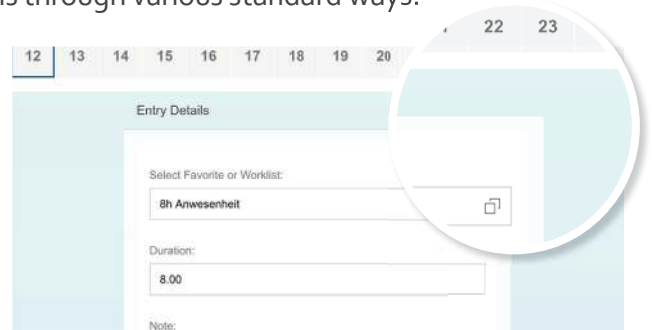 ns through various standard ways.
22 23
12 13 14 15 16 17 18 19 20
Entry Details
Select Favorite or Worklist:
8h Anwesenheit
Duration:
8.00
Note: